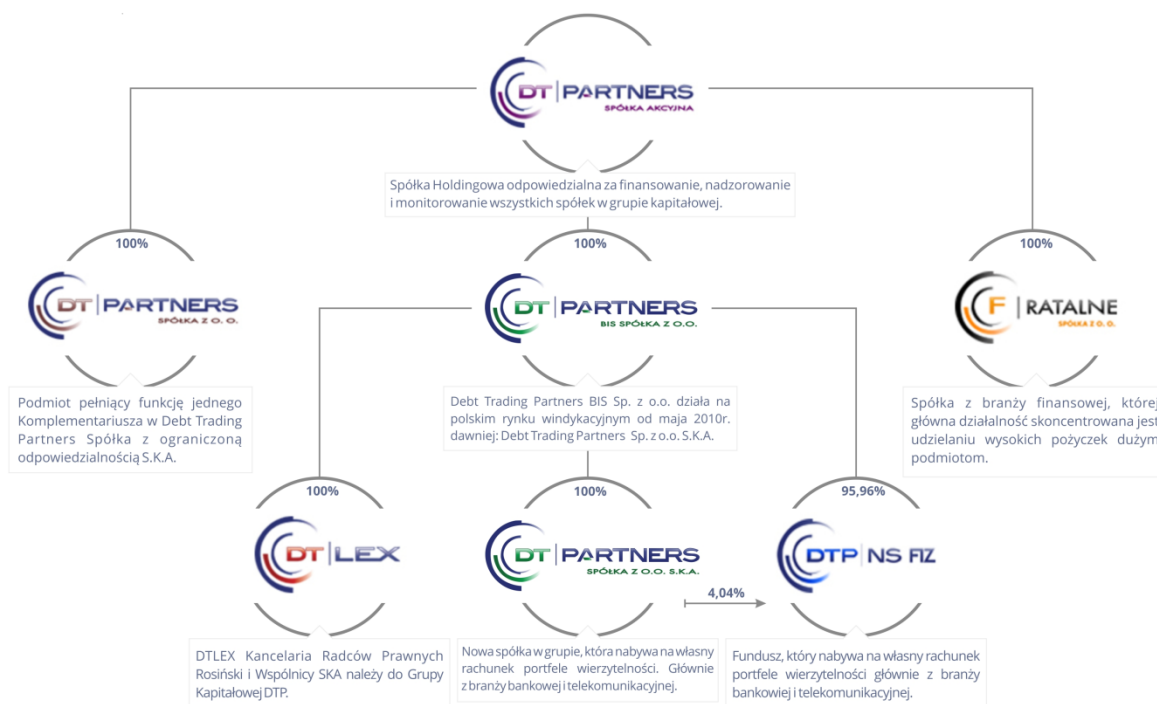 DT PARTNERS
SPÓŁKA AKCYJNA
Spółka Holdingowa odpowiedzialna za finansowanie, nadzorowanie
i monitorowanie wszystkich spółek w grupie kapitałowej.
100%
DT PARTNERS
SPÓŁKA Z O. O.
Podmiot pełniący funkcję jednego
Komplementariusza w Debt Trading
Partners Spółka z ograniczoną
odpowiedzialnością S.K.A.
100%
DT PARTNERS
BIS SPÓŁKA Z O.O.
Debt Trading Partners BIS Sp. z o.o. działa na
polskim rynku windykacyjnym od maja 2010r.
dawniej: Debt Trading Partners Sp. z o.o. S.K.A.
100%
F RATALNE
SPÓŁKA Z O. O.
Spółka z branży finansowej, której
główna działalność skoncentrowana jest
udzielaniu wysokich pożyczek dużym
podmiotom.
100%
DT LEX
DTLEX Kancelaria Radców Prawnych
Rosiński i Wspólnicy SKA należy do Grupy
Kapitałowej DTP.
100%
DT PARTNERS
SPÓŁKA Z O.O. S.K.A.
Nowa spółka w grupie, która nabywa na własny
rachunek portfele wierzytelności. Głównie
z branży bankowej i telekomunikacyjnej.
4,04%
95,96%
DTP NS FIZ
Fundusz, który nabywa na własny rachunek
portfele wierzytelności głównie z branży
bankowiej i telekomunikacyjnej.